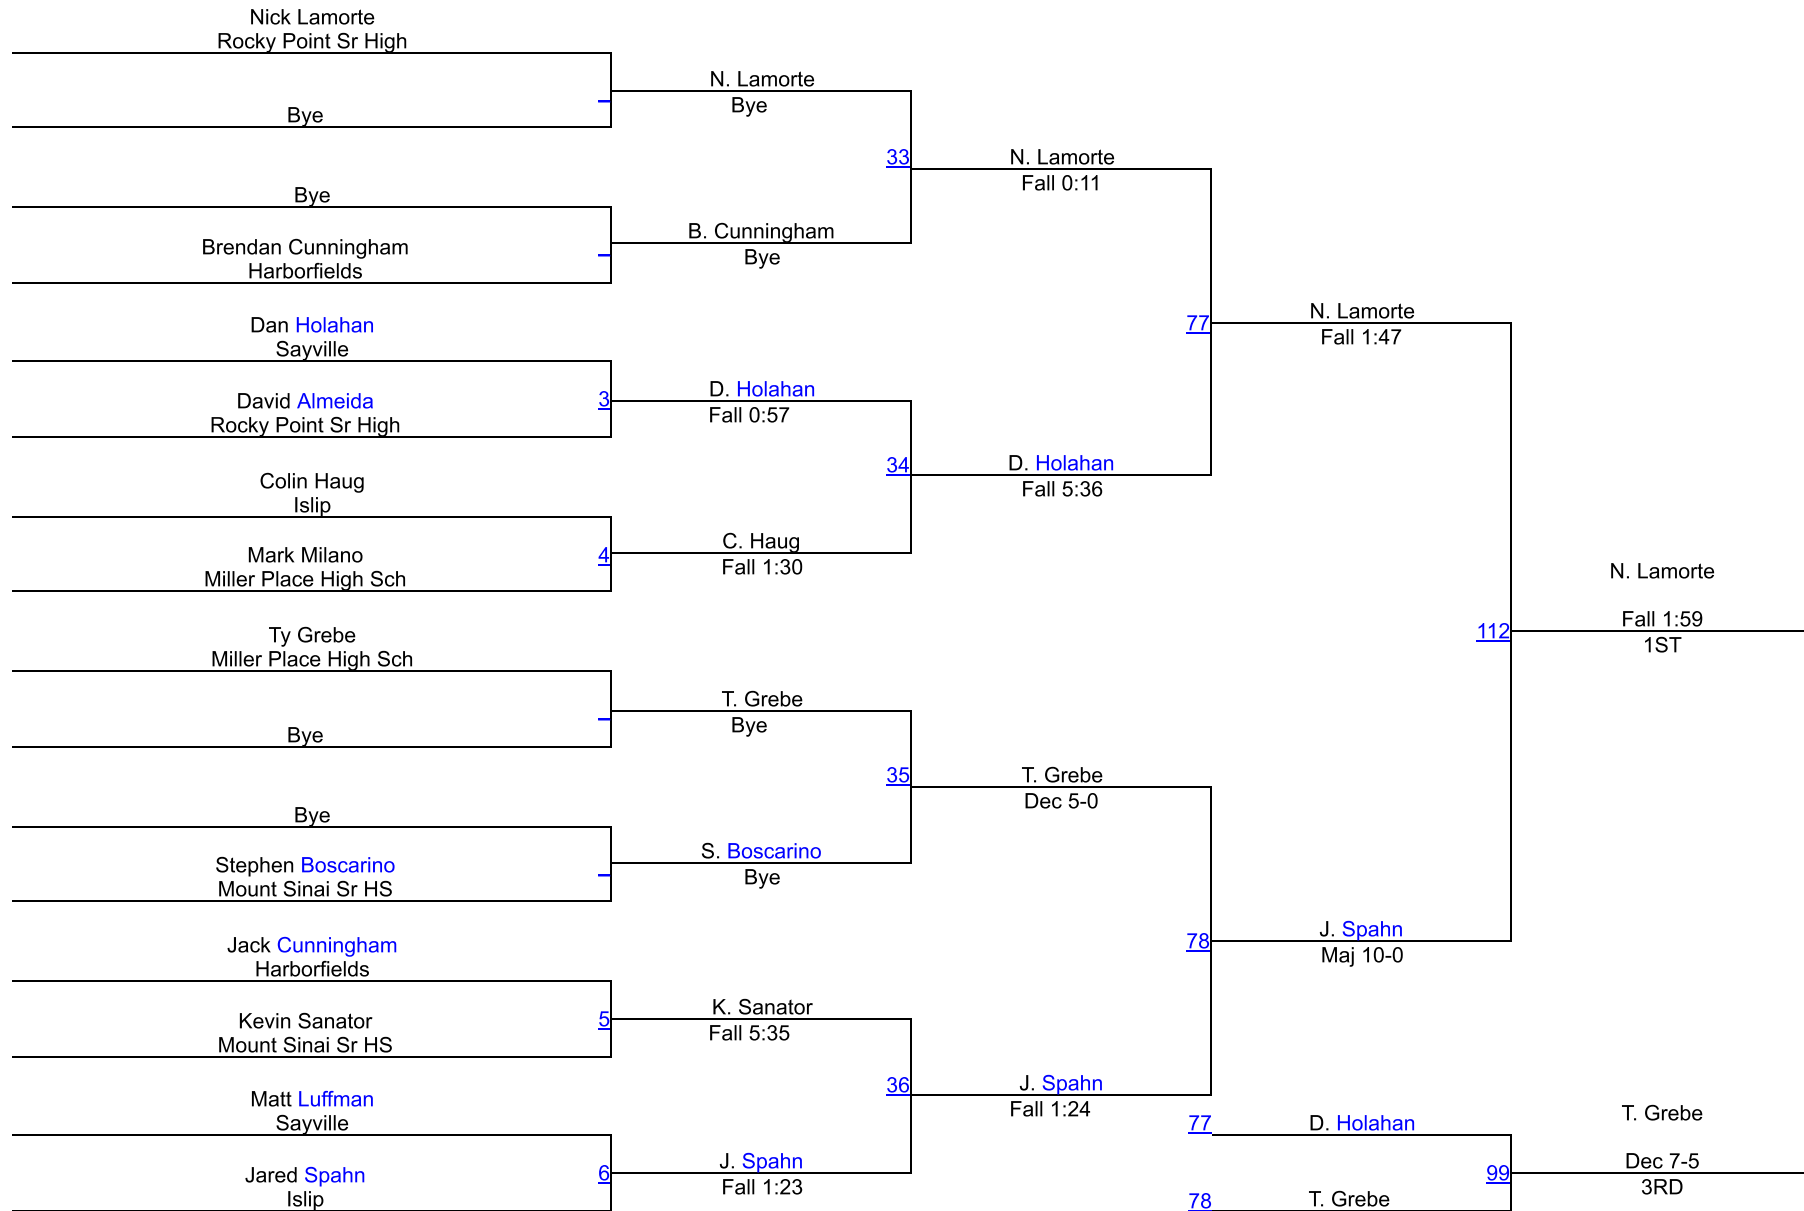 Nick Lamorte
Rocky Point Sr High
Bye
Bye
Brendan Cunningham
Harborfields
Dan Holahan
Sayville
David Almeida
Rocky Point Sr High
3
Colin Haug
Islip
Mark Milano
Miller Place High Sch
4
Ty Grebe
Miller Place High Sch
Bye
Bye
Stephen Boscarino
Mount Sinai Sr HS
Jack Cunningham
Harborfields
Kevin Sanator
Mount Sinai Sr HS
5
Matt Luffman
Sayville
Jared Spahn
Islip
6
N. Lamorte
Bye
33
B. Cunningham
Bye
D. Holahan
Fall 0:57
34
C. Haug
Fall 1:30
T. Grebe
Bye
35
S. Boscarino
Bye
K. Sanator
Fall 5:35
36
J. Spahn
Fall 1:23
N. Lamorte
Fall 0:11
77
D. Holahan
Fall 5:36
T. Grebe
Dec 5-0
78
J. Spahn
Fall 1:24
N. Lamorte
Fall 1:47
112
J. Spahn
Maj 10-0
N. Lamorte
Fall 1:59
1ST
77
D. Holahan
99
78
T. Grebe
T. Grebe
Dec 7-5
3RD